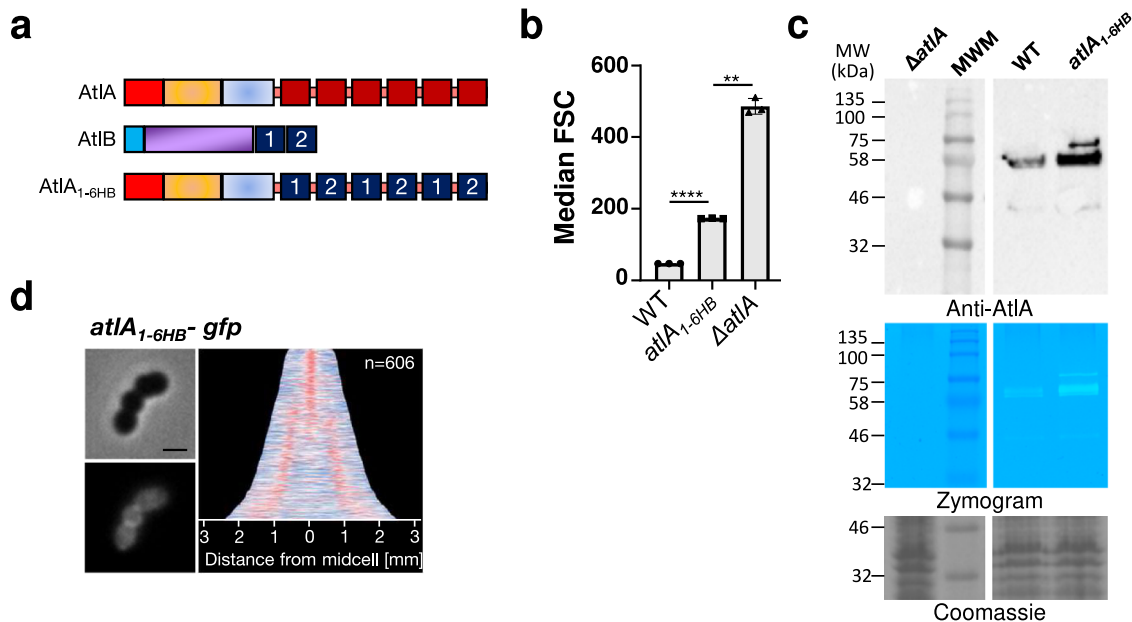 a
AtlA
AtlB
1 2
AtlA1-6HB
1 2 1 2 1 2
b
Median FSC
600
400
200
0
****
**
WT
atlA1-6HB
ΔatlA
c
MW
(kDa)
ΔatlA
MWM
WT
atlA1-6HB
135
100
75
58
46
32
Anti-AtlA
135
100
75
58
46
32
Zymogram
46
32
Coomassie
d
atlA1-6HB- gfp
n=606
3 2 1 0 1 2 3
Distance from midcell [mm]